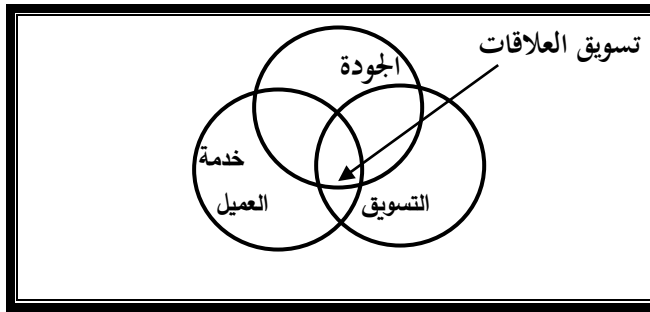 تسويق العلاقات
الجودة
خدمة
العميل
التسويق